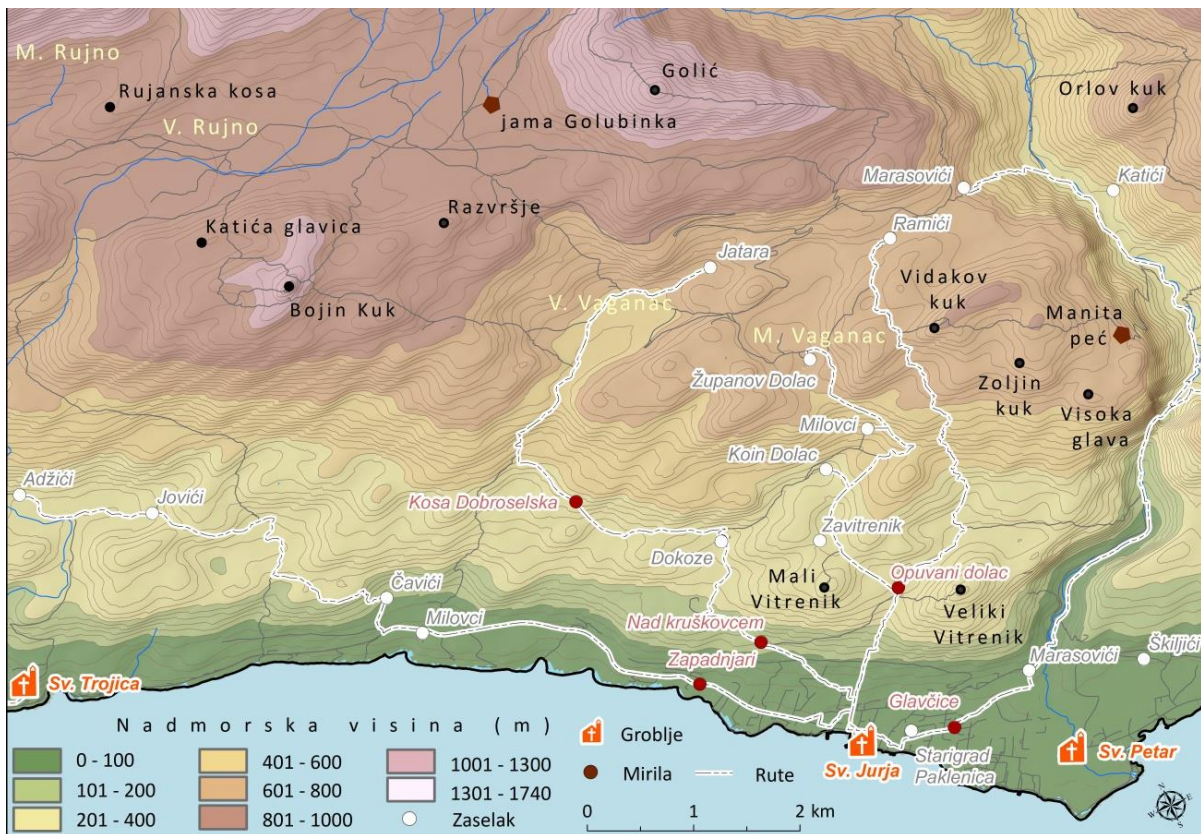 M. Rujno
Rujanska kosa
V. Rujno
Golić
jama Golubinka
Orlov kuk
Marasovići
Katići
Katića glavica
Razvršje
Ramići
Jatara
Bojin Kuk
V. Vaganac
Vidakov
kuk
Manita
peć
M. Vaganac
Županov Dolac
Zoljin
kuk
Visoka
glava
Milovci
Koin Dolac
Adžići
Jovići
Kosa Dobroselska
Dokoze
Zavitrenik
Čavići
Mali
Vitrenik
Opuvani dolac
Veliki
Vitrenik
Milovci
Nad kruškovcem
Zapadnjari
Marasovići
Škiljići
Sv. Trojica
Glavčice
Starigrad
Paklenica
Sv. Jurja
Sv. Petar
Nadmorska visina (m)
0 - 100
101 - 200
201 - 400
401 - 600
601 - 800
801 - 1000
1001 - 1300
1301 - 1740
Zaselak
Groblje
Mirila
Rute
0 2 km
N
E
S
W